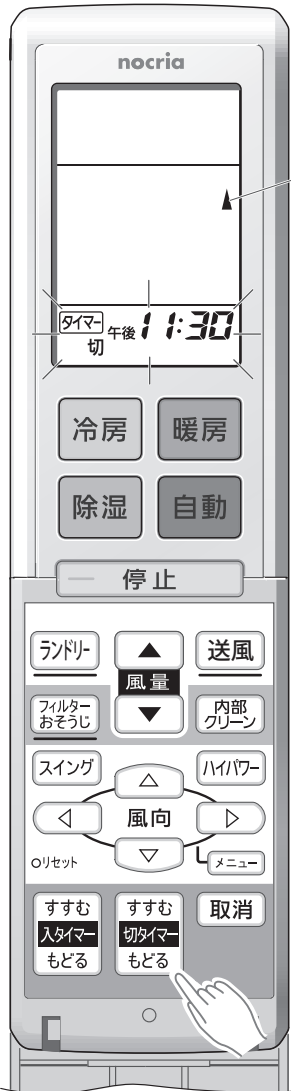 nocria
タイマー 午後 11:30
切
冷房 暖房
除湿 自動
停止
ランドリー ▲ 送風
風量
フィルター
おそうじ ▼ 内部
クリーン
スイング △ ハイパワー
◁ 風向 ▷
リセット ▽ メニュー
すすむ すすむ 取消
入タイマー 切タイマー
もどる もどる